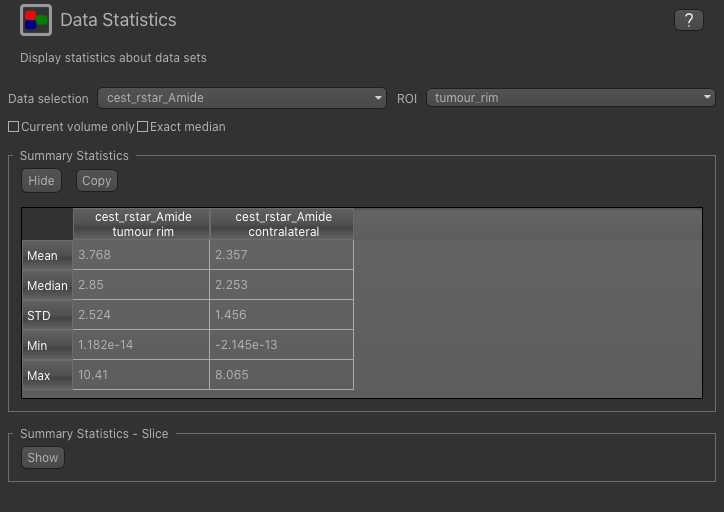 Data Statistics
?
Display statistics about data sets
Data selection cest_rstar_Amide ROI tumour_rim
Current volume only Exact median
Summary Statistics
Hide Copy
cest_rstar_Amide cest_rstar_Amide
tumour rim contralateral
Mean 3.768 2.357
Median 2.85 2.253
STD 2.524 1.456
Min 1.182e-14 -2.145e-13
Max 10.41 8.065
Summary Statistics - Slice
Show